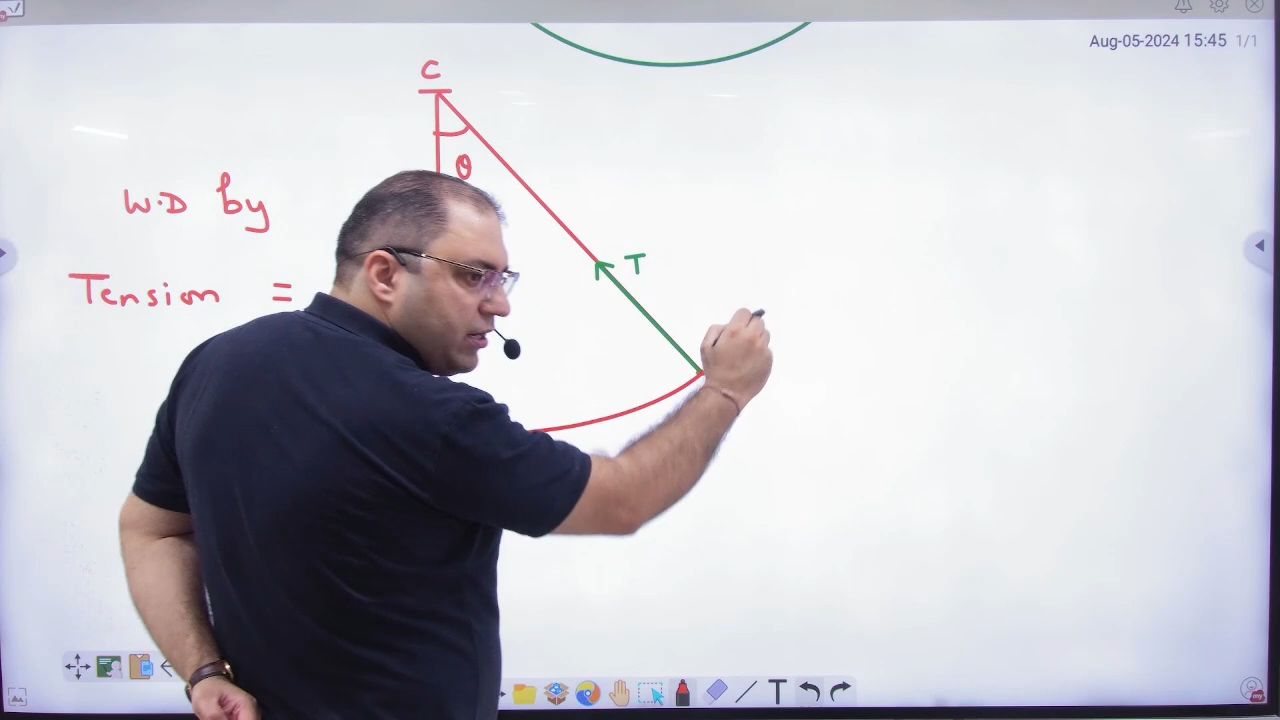 Aug-05-2024 15:45 1/1
C
θ
W.D by
T
Tension =
T